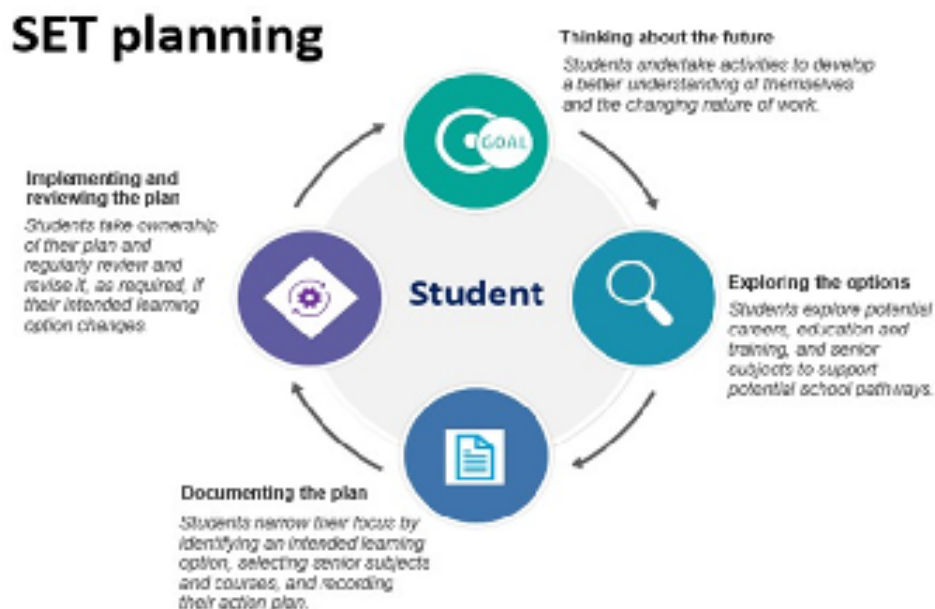 SET planning
Thinking about the future
Students undertake activities to develop
a better understanding of themselves
and the changing nature of work.
GOAL
Implementing and
reviewing the plan
Students take ownership
of their plan and
regularly review and
revise it, as required, if
their intended learning
option changes.
Student
Exploring the options
Students explore potential
careers, education and
training, and senior
subjects to support
potential school pathways.
Documenting the plan
Students narrow their focus by
identifying an intended learning
option, selecting senior subjects
and courses, and recording
their action plan.